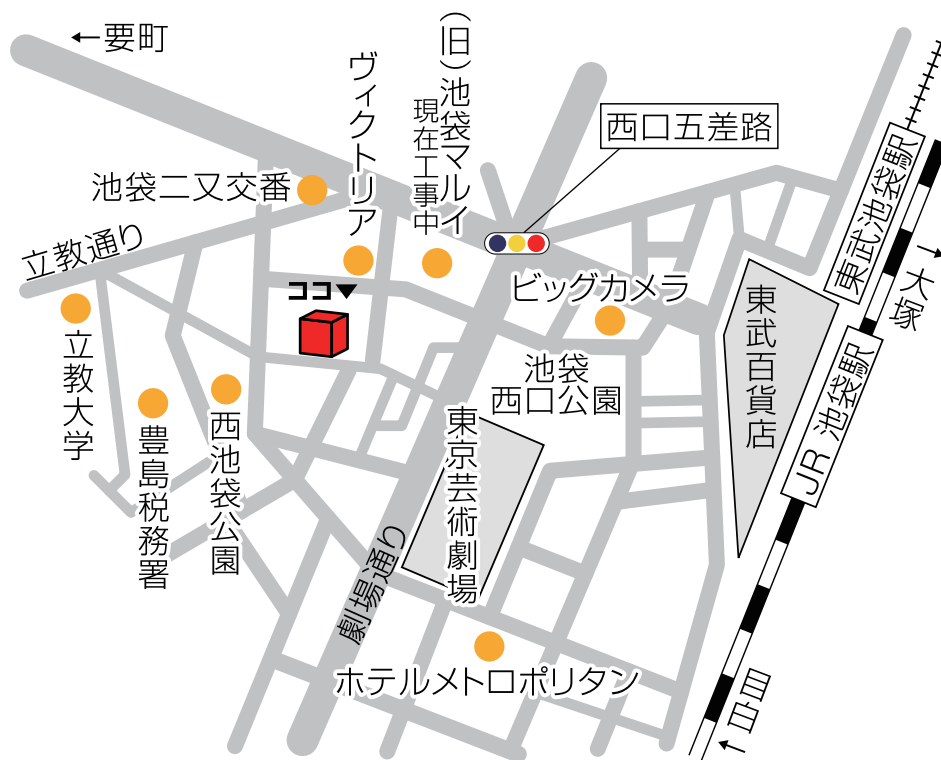 ←要町
(旧)池袋マルイ
現在工事中
ヴィクトリア
西口五差路
池袋二又交番
東武池袋駅
立教通り
→大塚
ココ▼
ビッグカメラ
東武百貨店
立教大学
池袋
西口公園
JR 池袋駅
豊島税務署
西池袋公園
東京芸術劇場
劇場通り
ホテルメトロポリタン
←目白